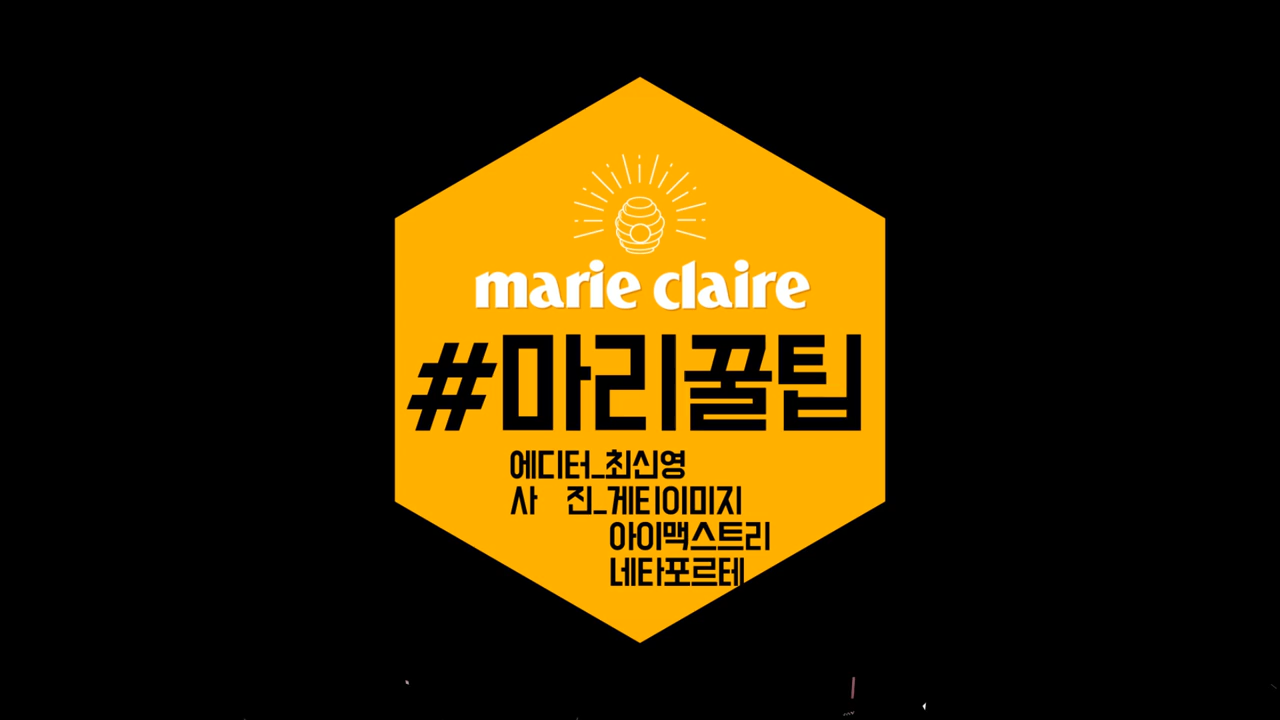 marie claire
#마리꿀팁
에디터_최신영
사 진_게티이미지
아이맥스트리
네타포르테